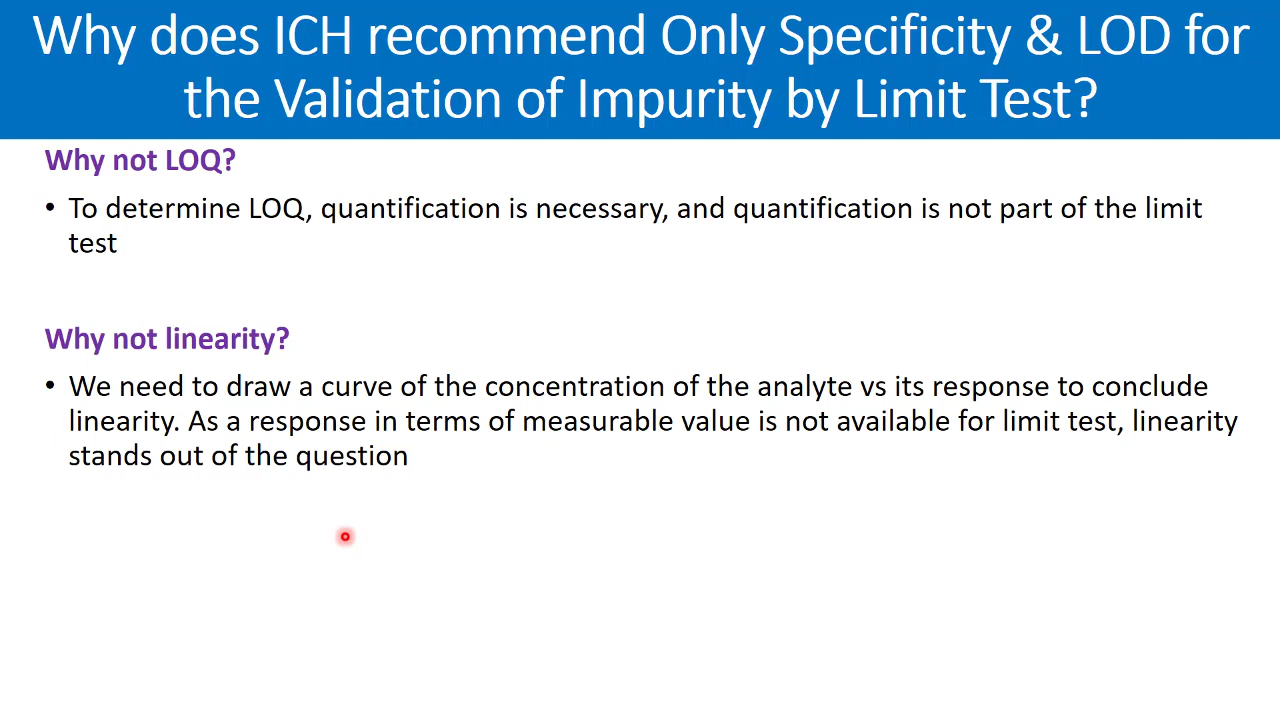 Why does ICH recommend Only Specificity & LOD for
the Validation of Impurity by Limit Test?
Why not LOQ?
• To determine LOQ, quantification is necessary, and quantification is not part of the limit
test
Why not linearity?
• We need to draw a curve of the concentration of the analyte vs its response to conclude
linearity. As a response in terms of measurable value is not available for limit test, linearity
stands out of the question